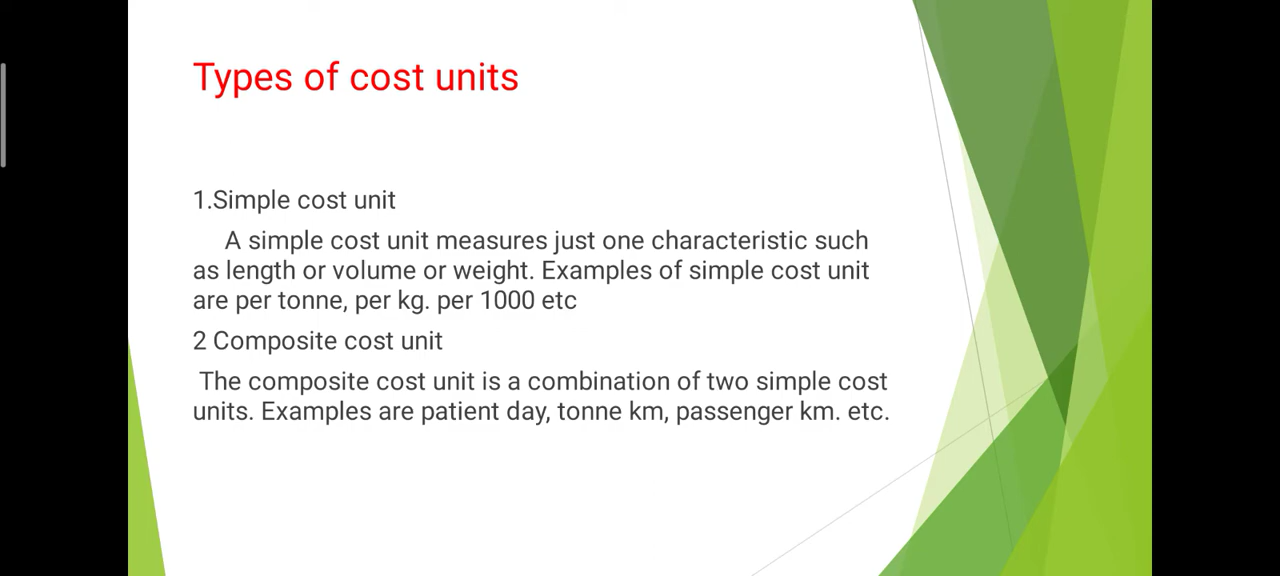 Types of cost units
1.Simple cost unit
A simple cost unit measures just one characteristic such
as length or volume or weight. Examples of simple cost unit
are per tonne, per kg. per 1000 etc
2 Composite cost unit
The composite cost unit is a combination of two simple cost
units. Examples are patient day, tonne km, passenger km. etc.